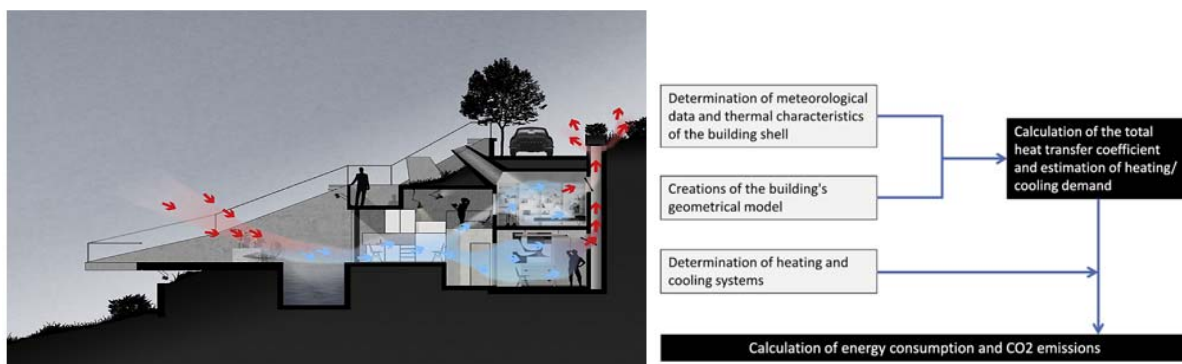 Determination of meteorological
data and thermal characteristics
of the building shell
Creations of the building's
geometrical model
Determination of heating and
cooling systems
Calculation of the total
heat transfer coefficient
and estimation of heating/
cooling demand
Calculation of energy consumption and CO2 emissions